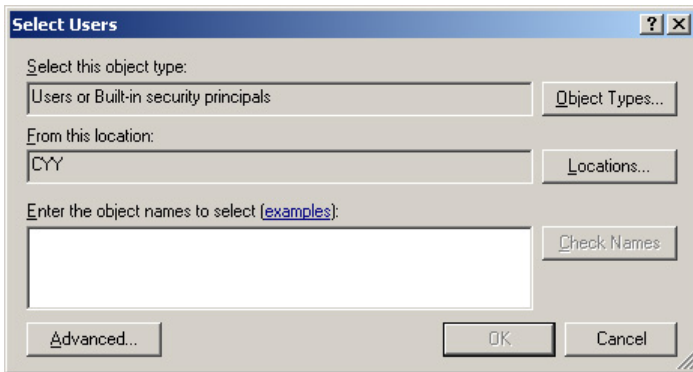 Select Users
Select this object type:
Users or Built-in security principals
Object Types...
From this location:
CYY
Locations...
Enter the object names to select (examples):
Check Names
Advanced...
OK
Cancel